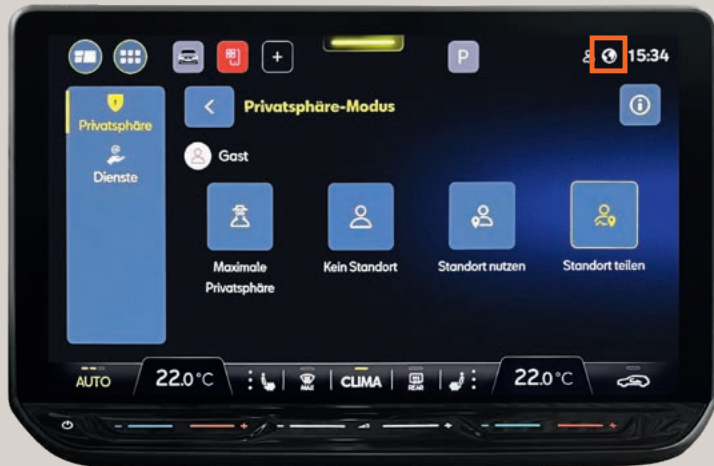 P
15:34
Privatsphäre
Dienste
Privatsphäre-Modus
Gast
Maximale
Privatsphäre
Kein Standort
Standort nutzen
Standort teilen
AUTO
22.0°C
MAX
CLIMA
REAR
22.0°C